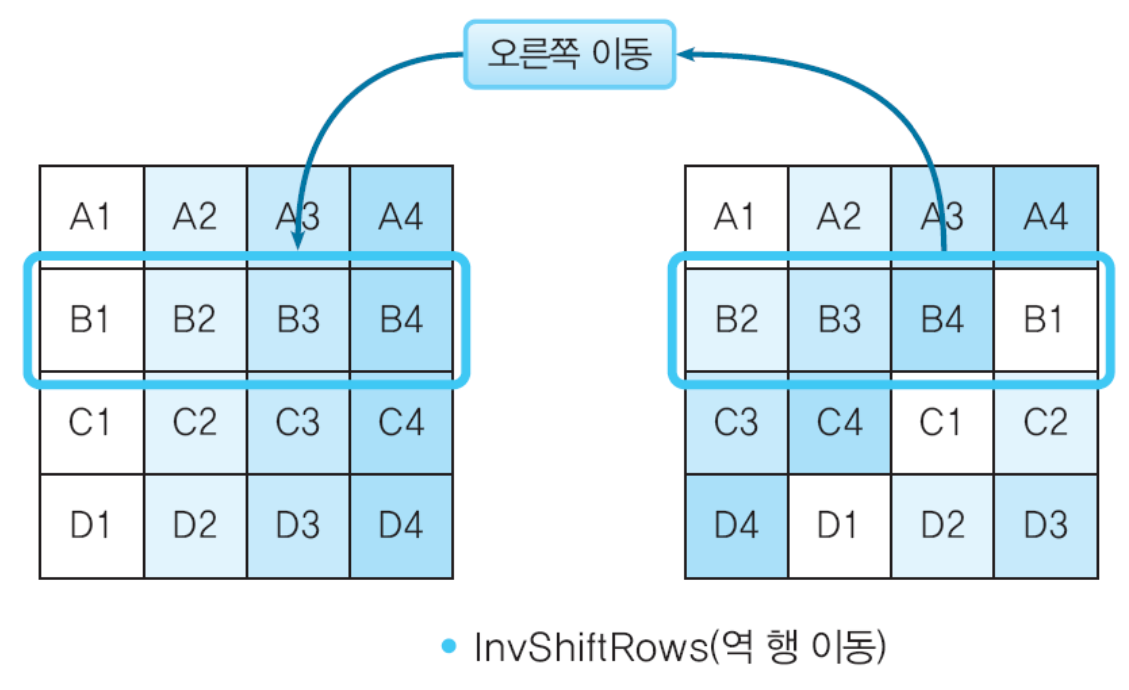 오른쪽 이동
A1 A2 A3 A4
B1 B2 B3 B4
C1 C2 C3 C4
D1 D2 D3 D4
A1 A2 A3 A4
B2 B3 B4 B1
C3 C4 C1 C2
D4 D1 D2 D3
• InvShiftRows(역 행 이동)